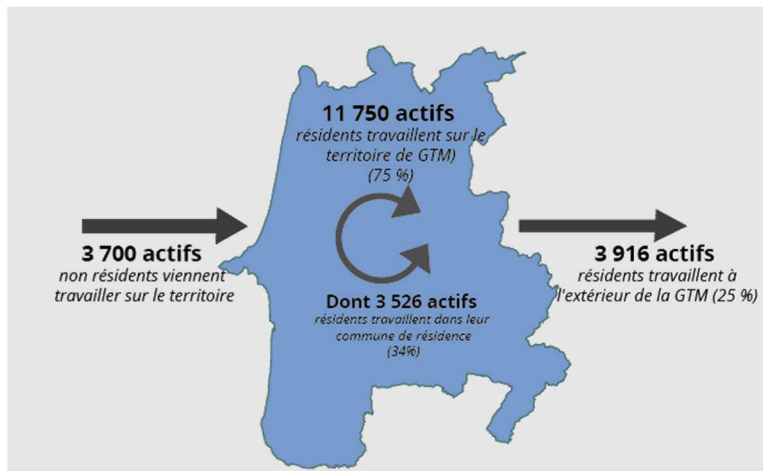 11 750 actifs
résidents travaillent sur le
territoire de GTM)
(75 %)
3 700 actifs
non résidents viennent
travailler sur le territoire
3 916 actifs
résidents travaillent à
l'extérieur de la GTM (25 %)
Dont 3 526 actifs
résidents travaillent dans leur
commune de résidence
(34%)